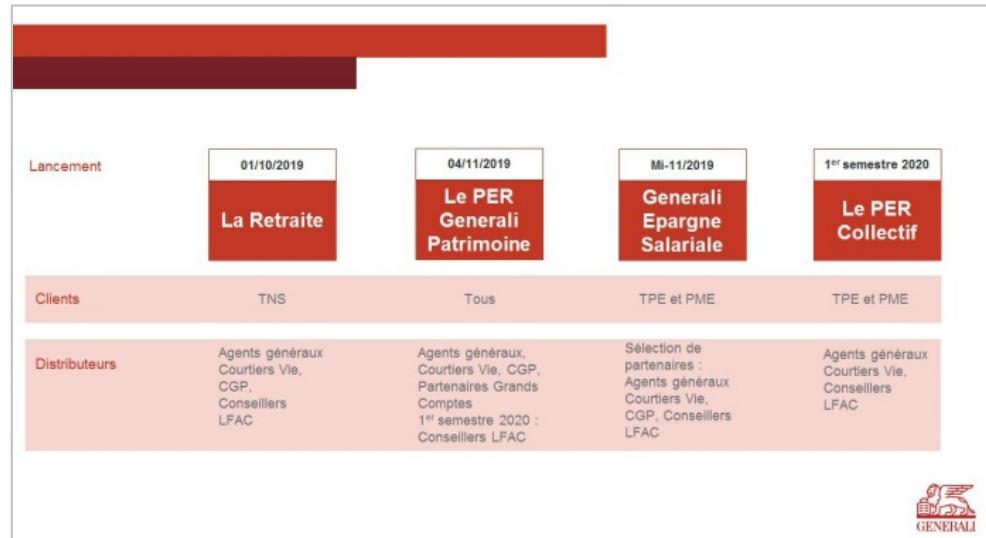 Lancement
01/10/2019
La Retraite
04/11/2019
Le PER
Generali
Patrimoine
Mi-11/2019
Generali
Epargne
Salariale
1er semestre 2020
Le PER
Collectif
Clients
TNS
Tous
TPE et PME
TPE et PME
Distributeurs
Agents généraux
Courtiers Vie,
CGP,
Conseillers
LFAC
Agents généraux,
Courtiers Vie, CGP,
Partenaires Grands
Comptes
1er semestre 2020 :
Conseillers LFAC
Sélection de
partenaires :
Agents généraux
Courtiers Vie,
CGP, Conseillers
LFAC
Agents généraux
Courtiers Vie,
Conseillers
LFAC
GENERALI